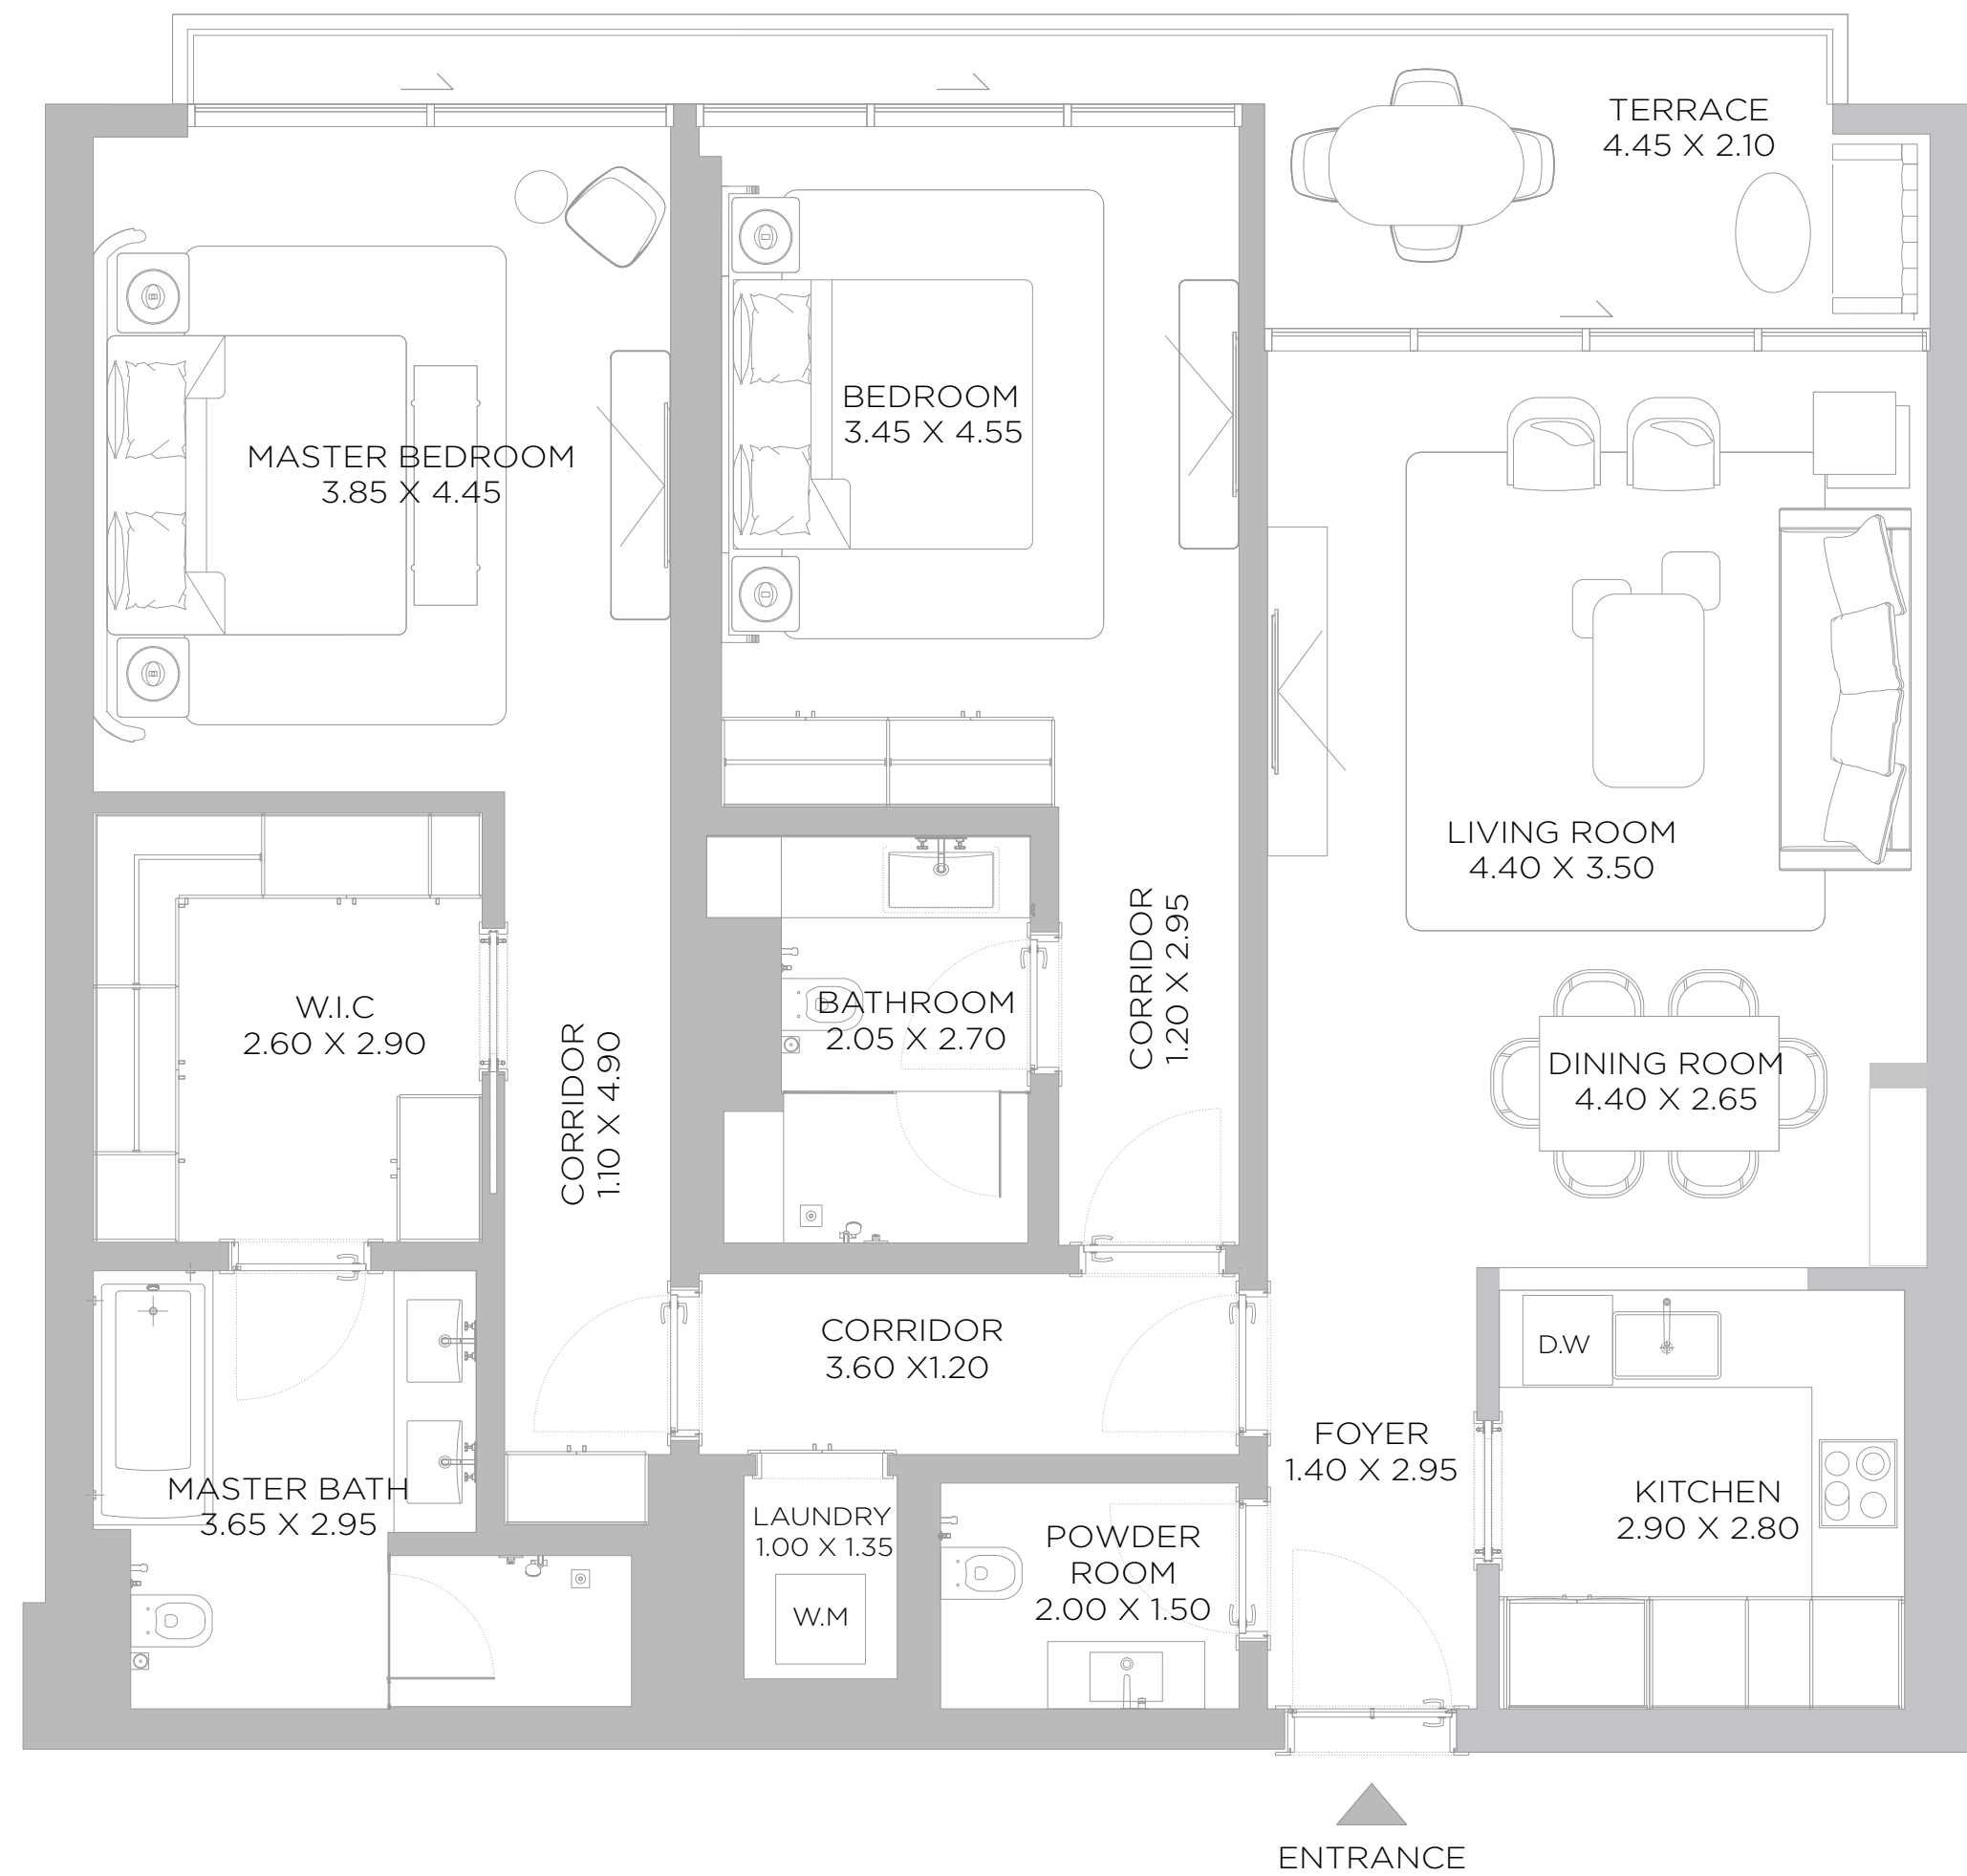 TERRACE
4.45 X 2.10
BEDROOM
3.45 X 4.55
MASTER BEDROOM
3.85 X 4.45
LIVING ROOM
4.40 X 3.50
CORRIDOR
1.20 X 2.95
W.I.C
2.60 X 2.90
BATHROOM
2.05 X 2.70
CORRIDOR
1.10 X 4.90
DINING ROOM
4.40 X 2.65
CORRIDOR
3.60 X1.20
D.W
FOYER
1.40 X 2.95
MASTER BATH
3.65 X 2.95
KITCHEN
2.90 X 2.80
LAUNDRY
1.00 X 1.35
POWDER
ROOM
2.00 X 1.50
W.M
ENTRANCE